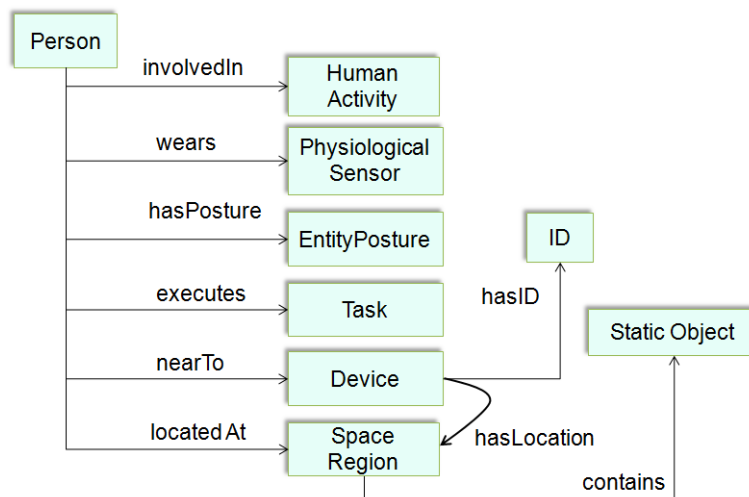 Person
involvedIn
Human
Activity
wears
Physiological
Sensor
hasPosture
EntityPosture
ID
executes
Task
hasID
Static Object
nearTo
Device
located At
Space
Region
hasLocation
contains